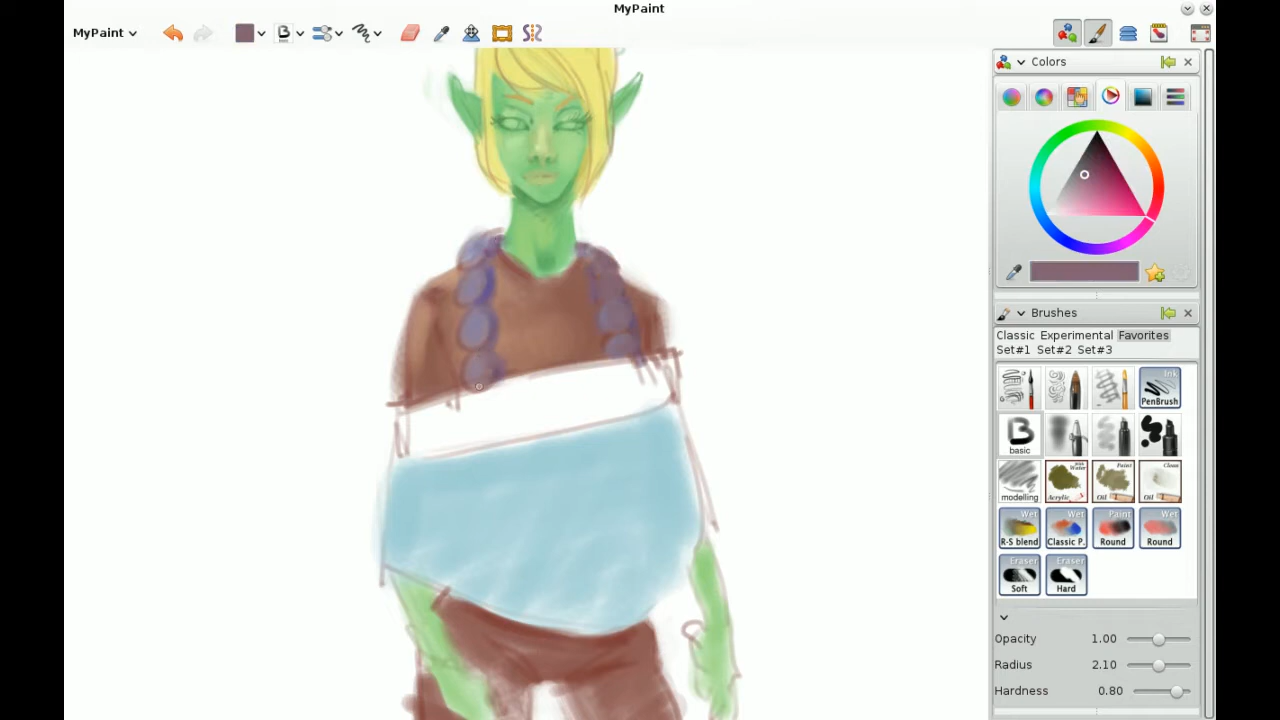 MyPaint
MyPaint
Colors
Brushes
Classic Experimental Favorites
Set#1 Set#2 Set#3
Ink
PenBrush
B
basic
modelling
Water
Acrylic
Paint
Oil
Clean
Oil
Wet
R-S blend
Wet
Classic P.
Paint
Round
Wet
Round
Eraser
Soft
Eraser
Hard
Opacity 1.00
Radius 2.10
Hardness 0.80